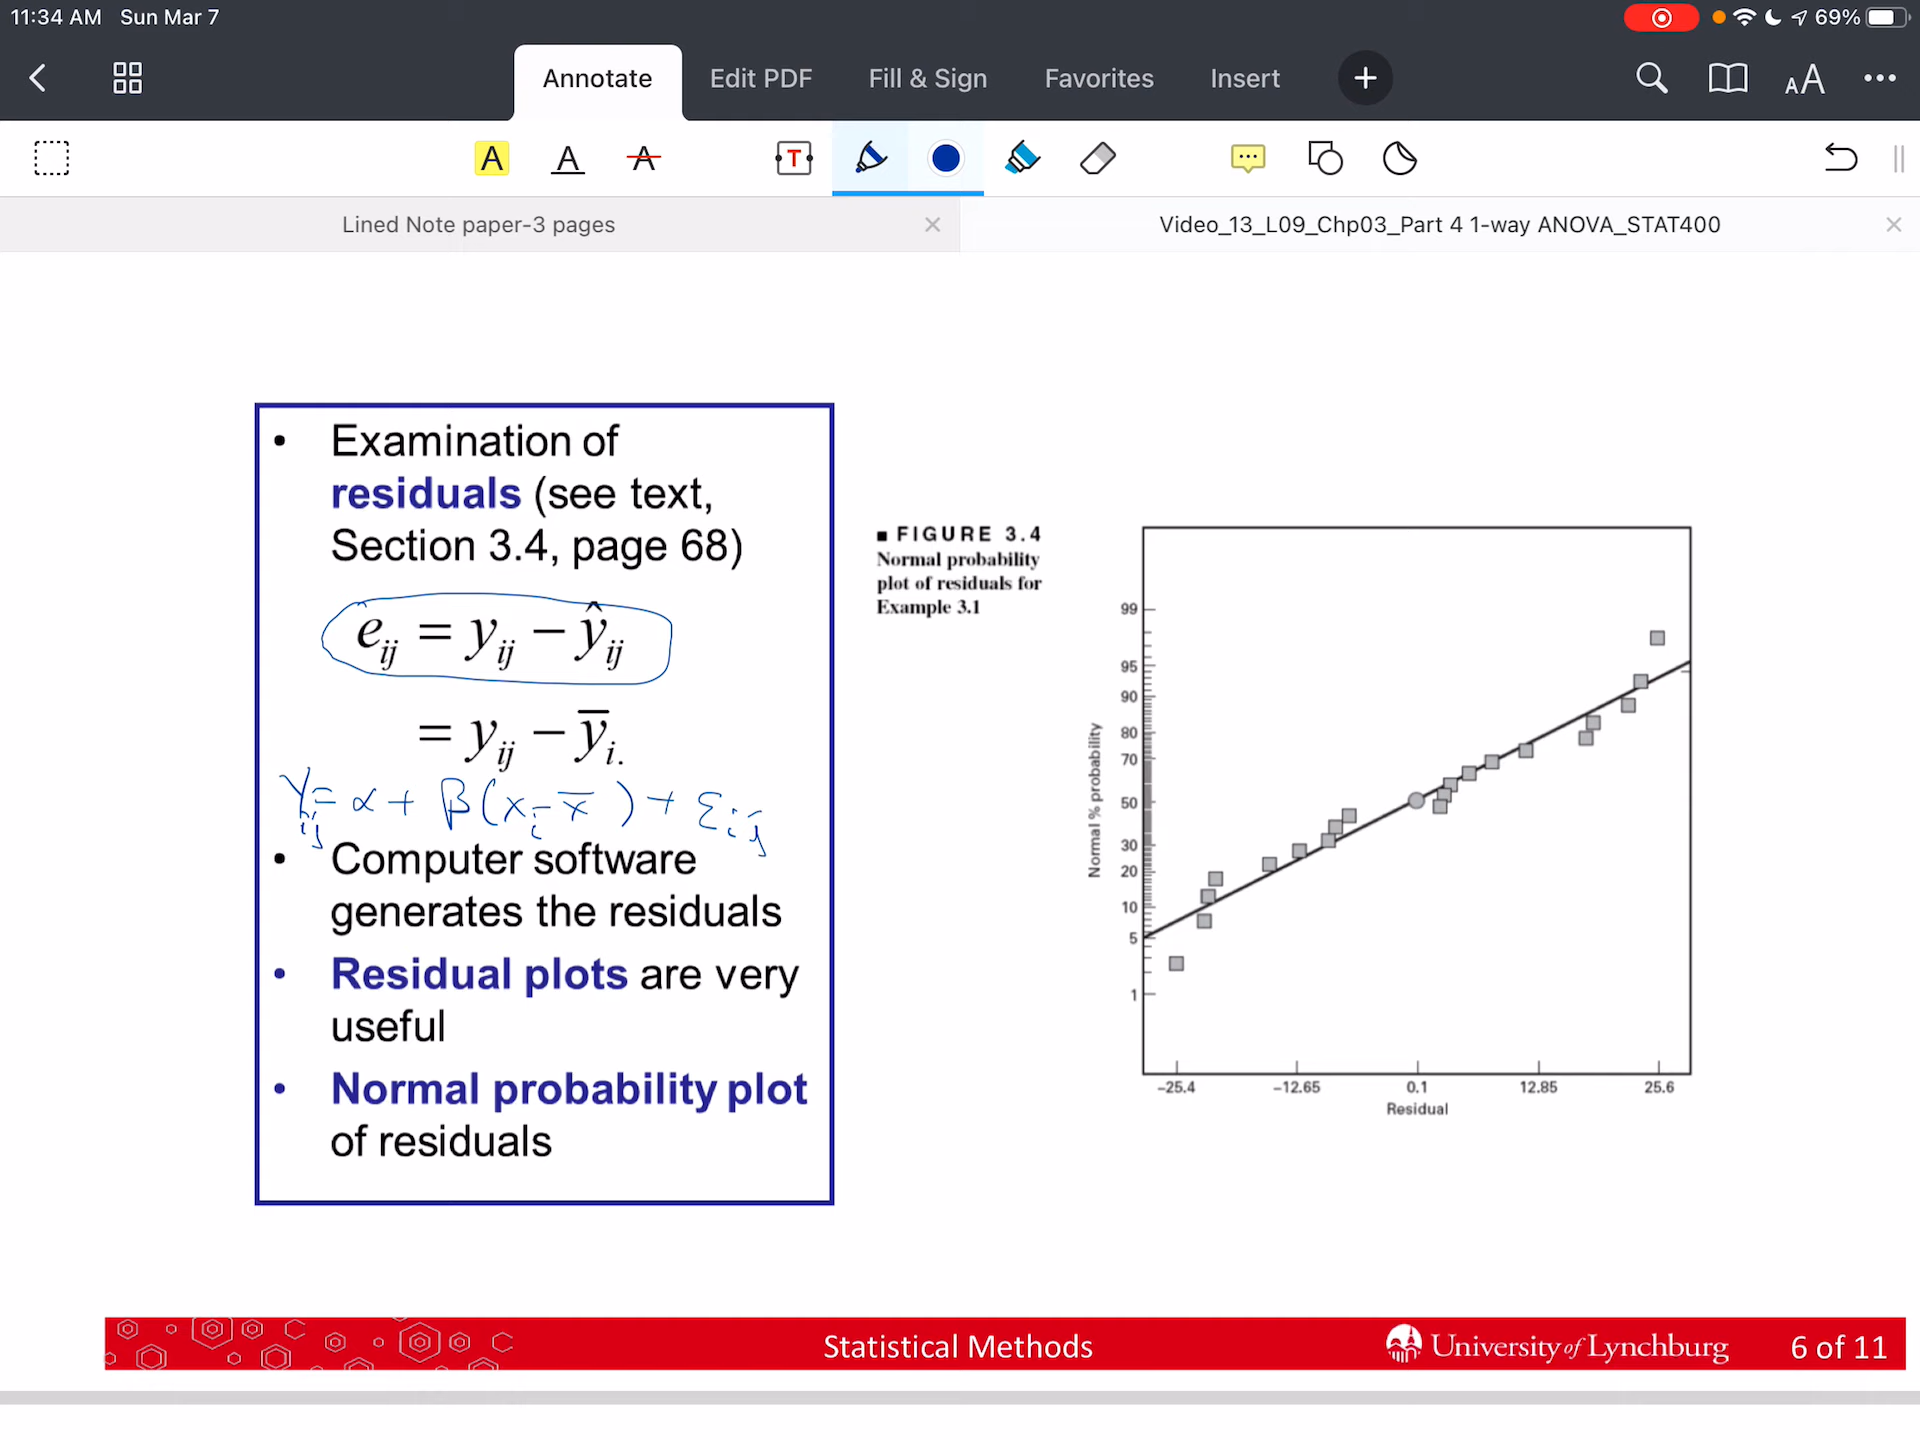 11:34 AM Sun Mar 7 69%
Annotate Edit PDF Fill & Sign Favorites Insert + AA
A A A T
Lined Note paper-3 pages × Video_13_L09_Chp03_Part 4 1-way ANOVA_STAT400 ×
• Examination of
residuals (see text,
Section 3.4, page 68)
e_ij = y_ij − ŷ_ij
= y_ij − ȳ_i.
Y_ij = α + β(x_i − x̄) + ε_ij
• Computer software
generates the residuals
• Residual plots are very
useful
• Normal probability plot
of residuals
■ FIGURE 3.4
Normal probability
plot of residuals for
Example 3.1
Normal % probability
99
95
90
80
70
50
30
20
10
5
1
−25.4 −12.65 0.1 12.85 25.6
Residual
Statistical Methods University of Lynchburg 6 of 11